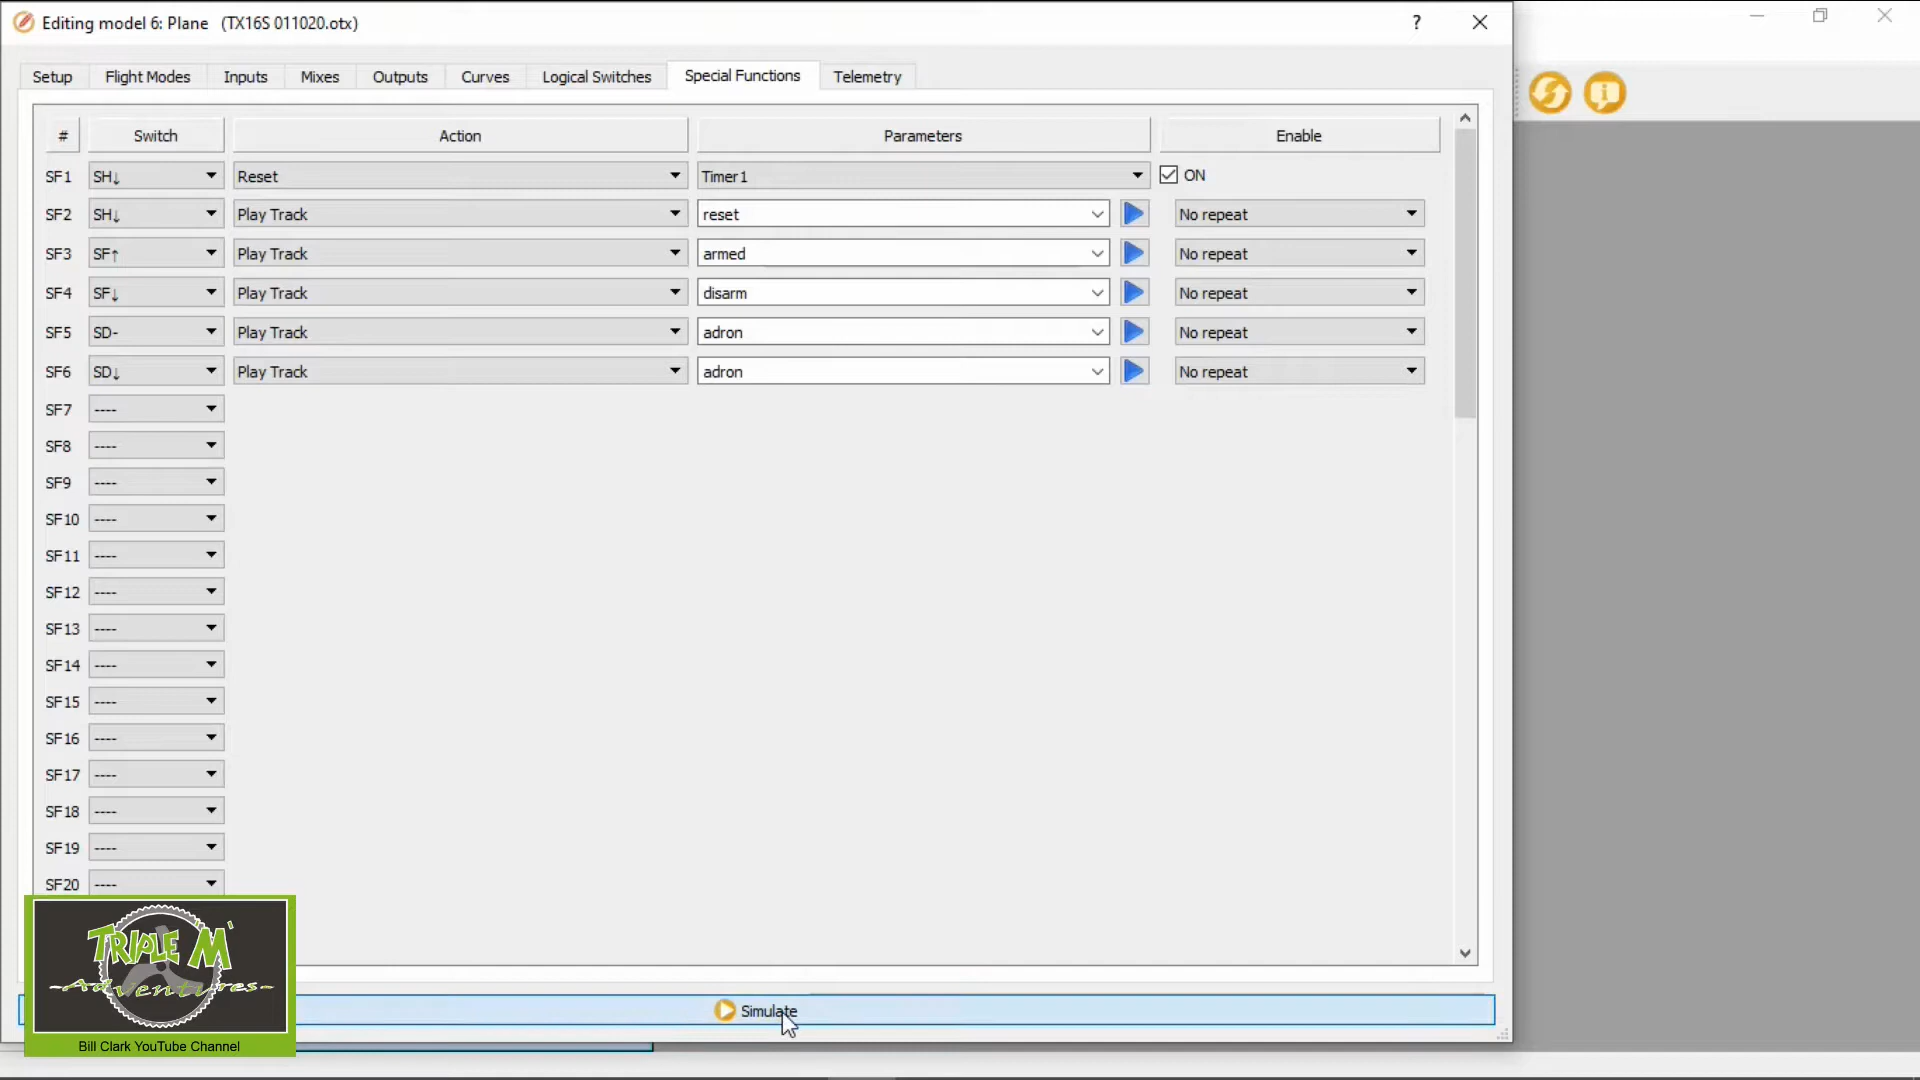 Editing model 6: Plane (TX16S 011020.otx)
Setup Flight Modes Inputs Mixes Outputs Curves Logical Switches Special Functions Telemetry
# Switch Action Parameters Enable
SF1 SH↓ Reset Timer1 ON
SF2 SH↓ Play Track reset No repeat
SF3 SF↑ Play Track armed No repeat
SF4 SF↓ Play Track disarm No repeat
SF5 SD- Play Track adron No repeat
SF6 SD↓ Play Track adron No repeat
SF7 ----
SF8 ----
SF9 ----
SF10 ----
SF11 ----
SF12 ----
SF13 ----
SF14 ----
SF15 ----
SF16 ----
SF17 ----
SF18 ----
SF19 ----
SF20 ----
TRIPLE M
-Adventures-
Simulate
Bill Clark YouTube Channel